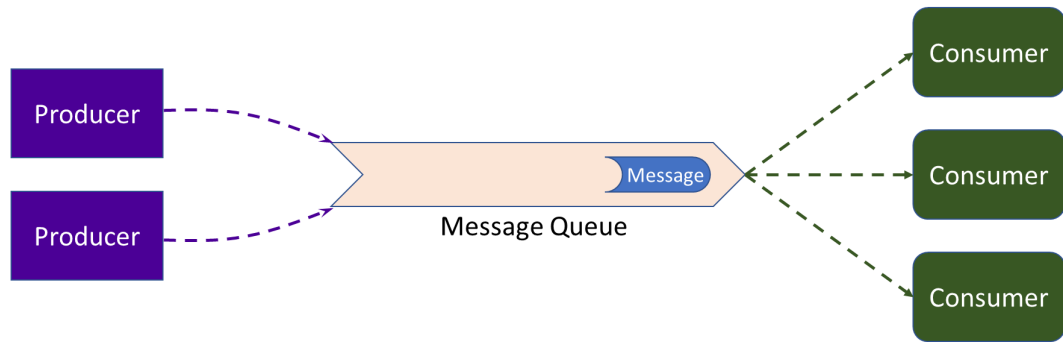 Producer
Producer
Message
Message Queue
Consumer
Consumer
Consumer